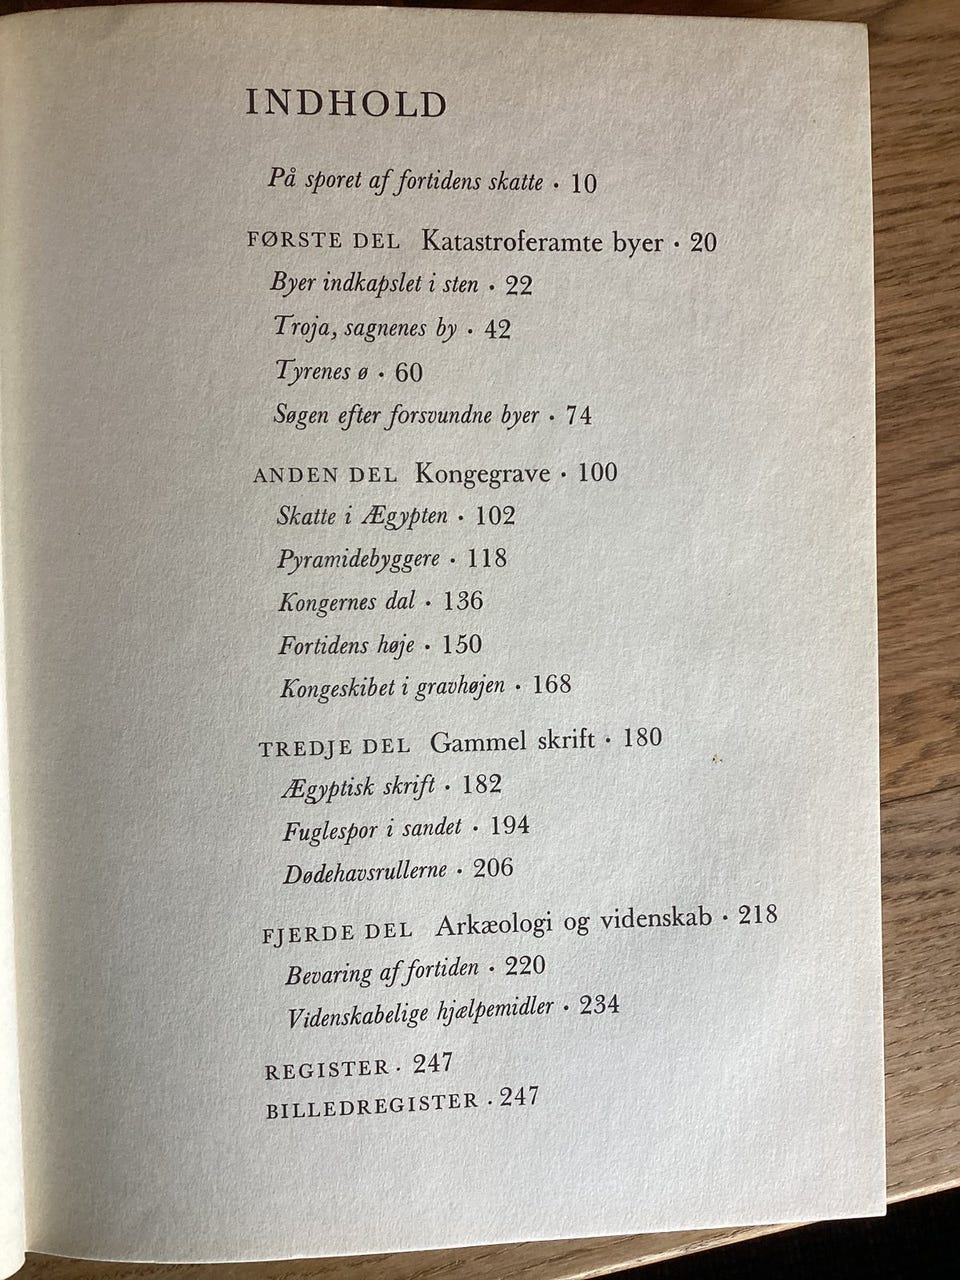 INDHOLD
På sporet af fortidens skatte · 10
FØRSTE DEL Katastroferamte byer · 20
Byer indkapslet i sten · 22
Troja, sagnenes by · 42
Tyrenes ø · 60
Søgen efter forsvundne byer · 74
ANDEN DEL Kongegrave · 100
Skatte i Ægypten · 102
Pyramidebyggere · 118
Kongernes dal · 136
Fortidens høje · 150
Kongeskibet i gravhøjen · 168
TREDJE DEL Gammel skrift · 180
Ægyptisk skrift · 182
Fuglespor i sandet · 194
Dødehavsrullerne · 206
FJERDE DEL Arkæologi og videnskab · 218
Bevaring af fortiden · 220
Videnskabelige hjælpemidler · 234
REGISTER · 247
BILLEDREGISTER · 247